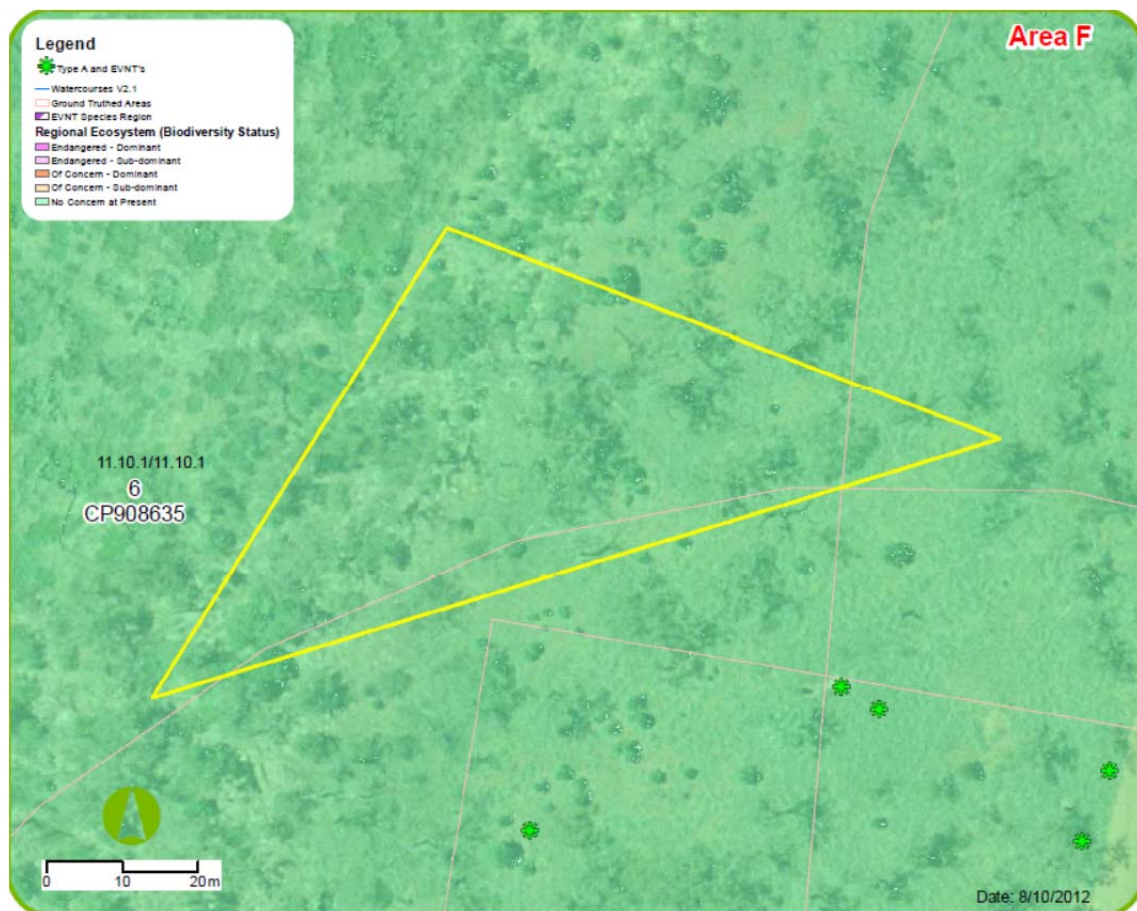 Legend
Type A and EVNT's
Watercourses V2.1
Ground Truthed Areas
EVNT Species Region
Regional Ecosystem (Biodiversity Status)
Endangered - Dominant
Endangered - Sub-dominant
Of Concern - Dominant
Of Concern - Sub-dominant
No Concern at Present
Area F
11.10.1/11.10.1
6
CP908635
0 10 20 m
Date: 8/10/2012